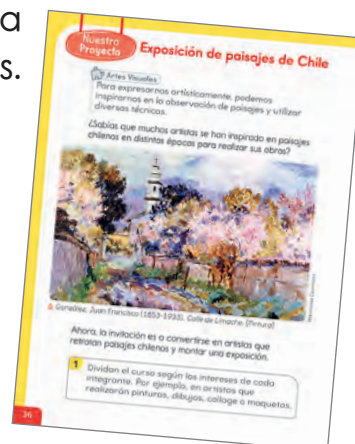 a
s.
Nuestro
Proyecto
Exposición de paisajes de Chile
Artes Visuales
Para expresarnos artísticamente, podemos
inspirarnos en la observación de paisajes y utilizar
diversas técnicas.
¿Sabías que muchos artistas se han inspirado en paisajes
chilenos en distintas épocas para realizar sus obras?
González, Juan Francisco (1853-1933). Calle de Limache. (Pintura)
Ahora, la invitación es a convertirse en artistas que
retratan paisajes chilenos y montar una exposición.
1 Dividan el curso según los intereses de cada
integrante. Por ejemplo, en artistas que
realizarán pinturas, dibujos, collage o maquetas.
36